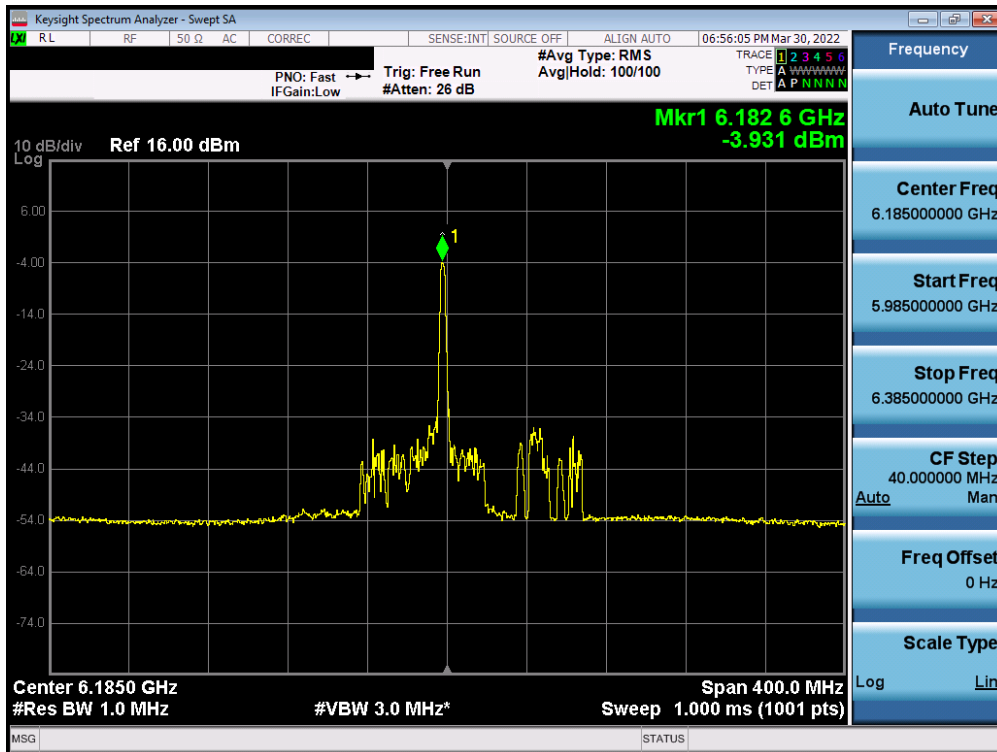 Keysight Spectrum Analyzer - Swept SA
LXI RL RF 50 Ω AC CORREC SENSE:INT SOURCE OFF ALIGN AUTO 06:56:05 PM Mar 30, 2022
PNO: Fast
IFGain:Low
Trig: Free Run
#Atten: 26 dB
#Avg Type: RMS
Avg|Hold: 100/100
TRACE 1 2 3 4 5 6
TYPE A WWWWW
DET A P N N N N
Mkr1 6.182 6 GHz
-3.931 dBm
10 dB/div
Log
Ref 16.00 dBm
6.00
-4.00
-14.0
-24.0
-34.0
-44.0
-54.0
-64.0
-74.0
1
Center 6.1850 GHz
Span 400.0 MHz
#Res BW 1.0 MHz
#VBW 3.0 MHz*
Sweep 1.000 ms (1001 pts)
MSG
STATUS
Frequency
Auto Tune
Center Freq
6.185000000 GHz
Start Freq
5.985000000 GHz
Stop Freq
6.385000000 GHz
CF Step
40.000000 MHz
Auto Man
Freq Offset
0 Hz
Scale Type
Log Lin